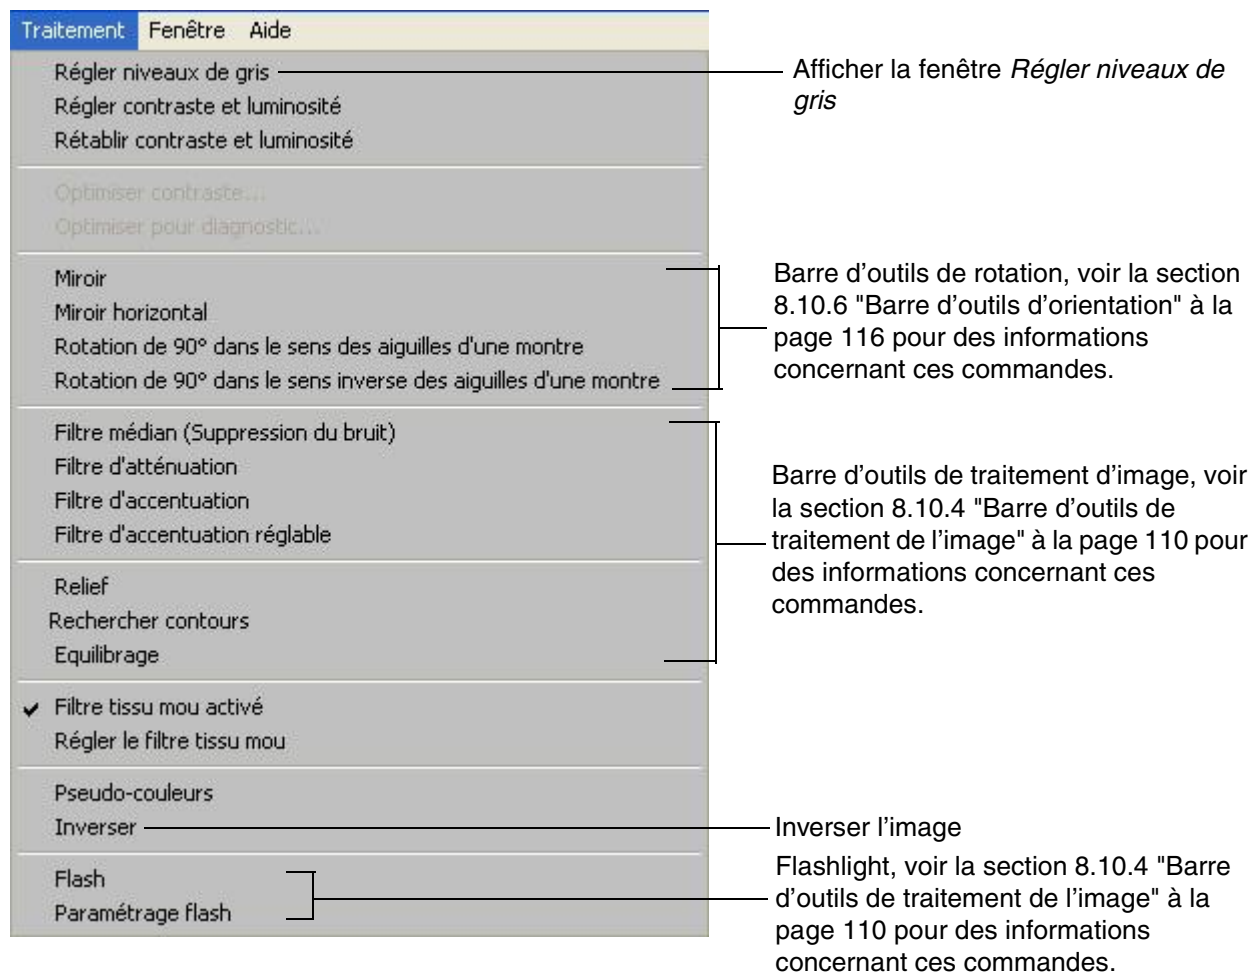 Traitement Fenêtre Aide
Régler niveaux de gris
Régler contraste et luminosité
Rétablir contraste et luminosité
Optimiser contraste...
Optimiser pour diagnostic...
Miroir
Miroir horizontal
Rotation de 90° dans le sens des aiguilles d'une montre
Rotation de 90° dans le sens inverse des aiguilles d'une montre
Filtre médian (Suppression du bruit)
Filtre d'atténuation
Filtre d'accentuation
Filtre d'accentuation réglable
Relief
Rechercher contours
Equilibrage
Filtre tissu mou activé
Régler le filtre tissu mou
Pseudo-couleurs
Inverser
Flash
Paramétrage flash
Afficher la fenêtre Régler niveaux de
gris
Barre d’outils de rotation, voir la section
8.10.6 "Barre d’outils d’orientation" à la
page 116 pour des informations
concernant ces commandes.
Barre d’outils de traitement d’image, voir
la section 8.10.4 "Barre d’outils de
traitement de l’image" à la page 110 pour
des informations concernant ces
commandes.
Inverser l’image
Flashlight, voir la section 8.10.4 "Barre
d’outils de traitement de l’image" à la
page 110 pour des informations
concernant ces commandes.